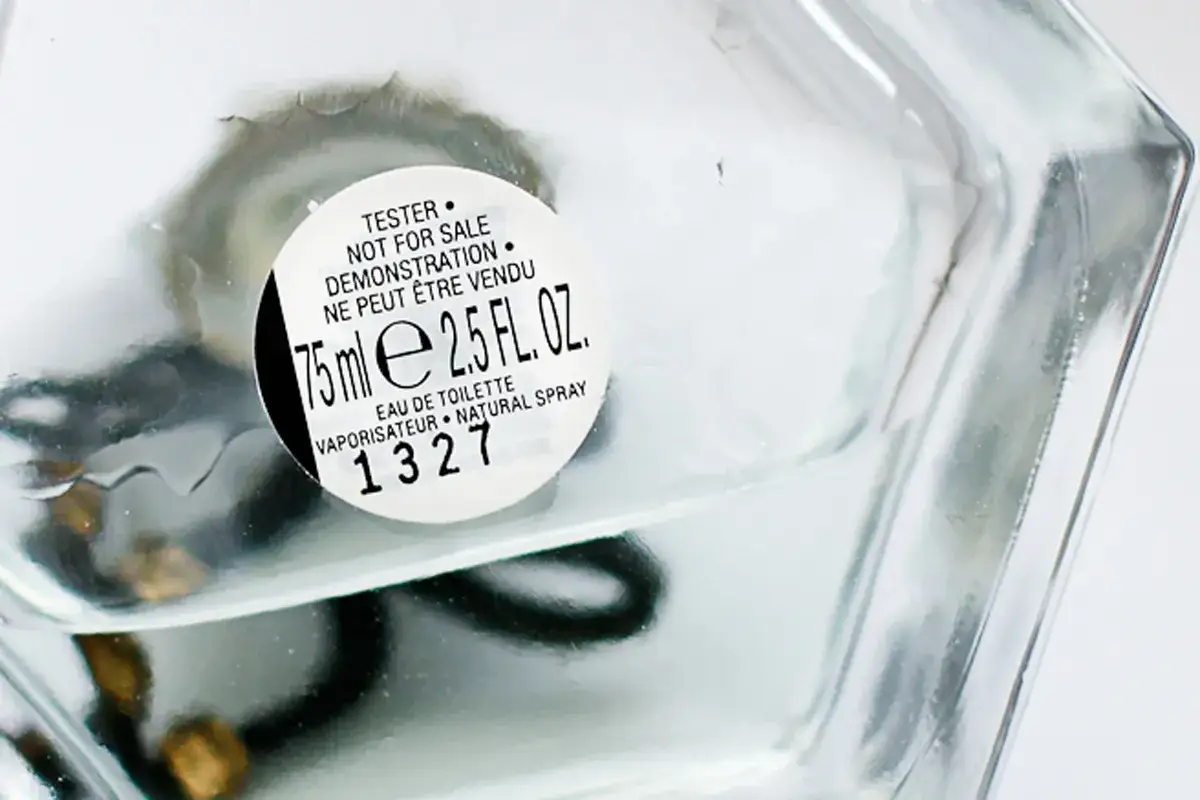 TESTER •
NOT FOR SALE
DEMONSTRATION •
NE PEUT ÊTRE VENDU
75 ml e 2.5 FL. OZ.
EAU DE TOILETTE
VAPORISATEUR • NATURAL SPRAY
1327